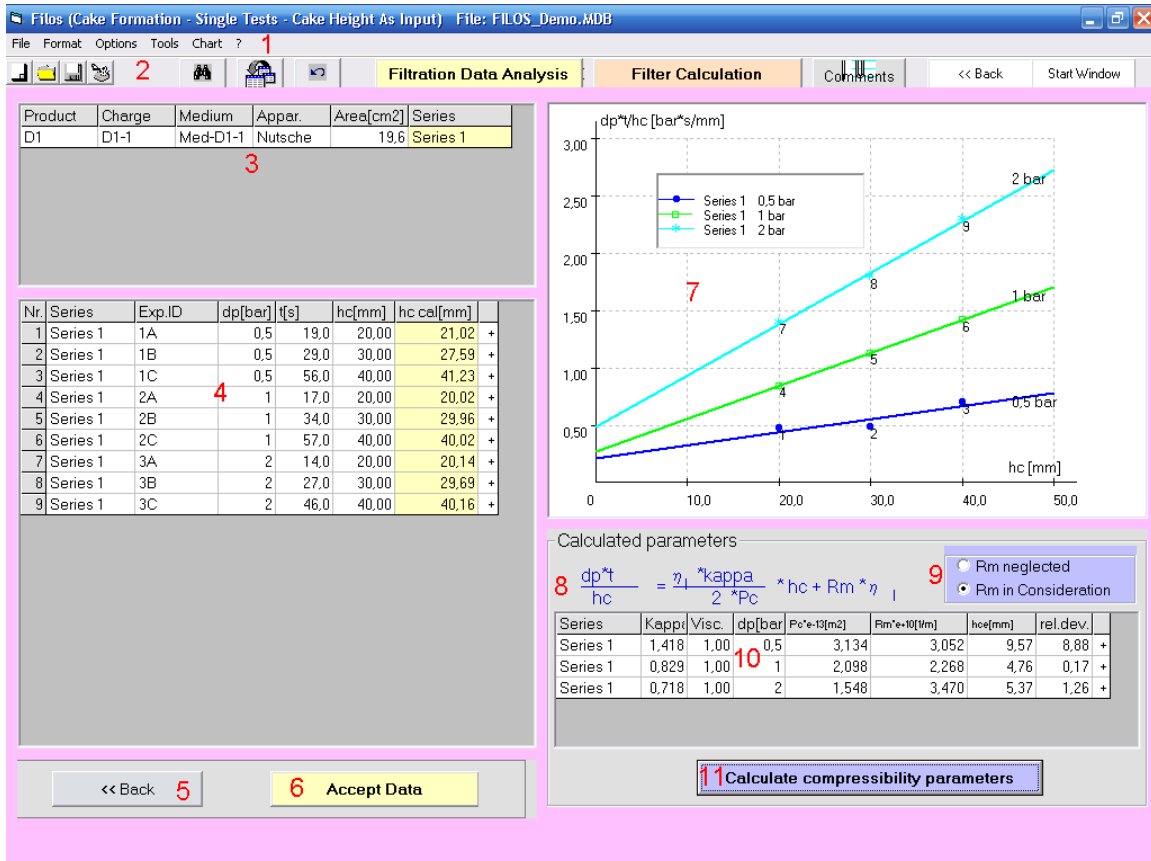 Filos (Cake Formation - Single Tests - Cake Height As Input) File: FILOS_Demo.MDB
File Format Options Tools Chart ? 1
2 Filtration Data Analysis Filter Calculation Comments << Back Start Window
Product Charge Medium Appar. Area[cm2] Series
D1 D1-1 Med-D1-1 Nutsche 19,6 Series 1
3
Nr. Series Exp.ID dp[bar] t[s] hc[mm] hc cal[mm]
1 Series 1 1A 0,5 19,0 20,00 21,02 +
2 Series 1 1B 0,5 29,0 30,00 27,59 +
3 Series 1 1C 0,5 56,0 40,00 41,23 +
4 Series 1 2A 1 17,0 20,00 20,02 +
5 Series 1 2B 1 34,0 30,00 29,96 +
6 Series 1 2C 1 57,0 40,00 40,02 +
7 Series 1 3A 2 14,0 20,00 20,14 +
8 Series 1 3B 2 27,0 30,00 29,69 +
9 Series 1 3C 2 46,0 40,00 40,16 +
4
<< Back 5
6 Accept Data
dp*t/hc [bar*s/mm]
3,00
2,50
2,00
1,50
1,00
0,50
Series 1 0,5 bar
Series 1 1 bar
Series 1 2 bar
2 bar
9
8
7
7
1 bar
6
5
4
0,5 bar
3
2
1
hc [mm]
0 10,0 20,0 30,0 40,0 50,0
Calculated parameters
8 dp*t = η l *kappa * hc + Rm * η l
hc 2 *Pc
9 Rm neglected
Rm in Consideration
Series Kapp Visc. dp[bar Pc*e-13[m2] Rm*e+10[1/m] hce[mm] rel.dev.
Series 1 1,418 1,00 0,5 3,134 3,052 9,57 8,88 +
Series 1 0,829 1,00 1 2,098 2,268 4,76 0,17 +
Series 1 0,718 1,00 2 1,548 3,470 5,37 1,26 +
10
11 Calculate compressibility parameters